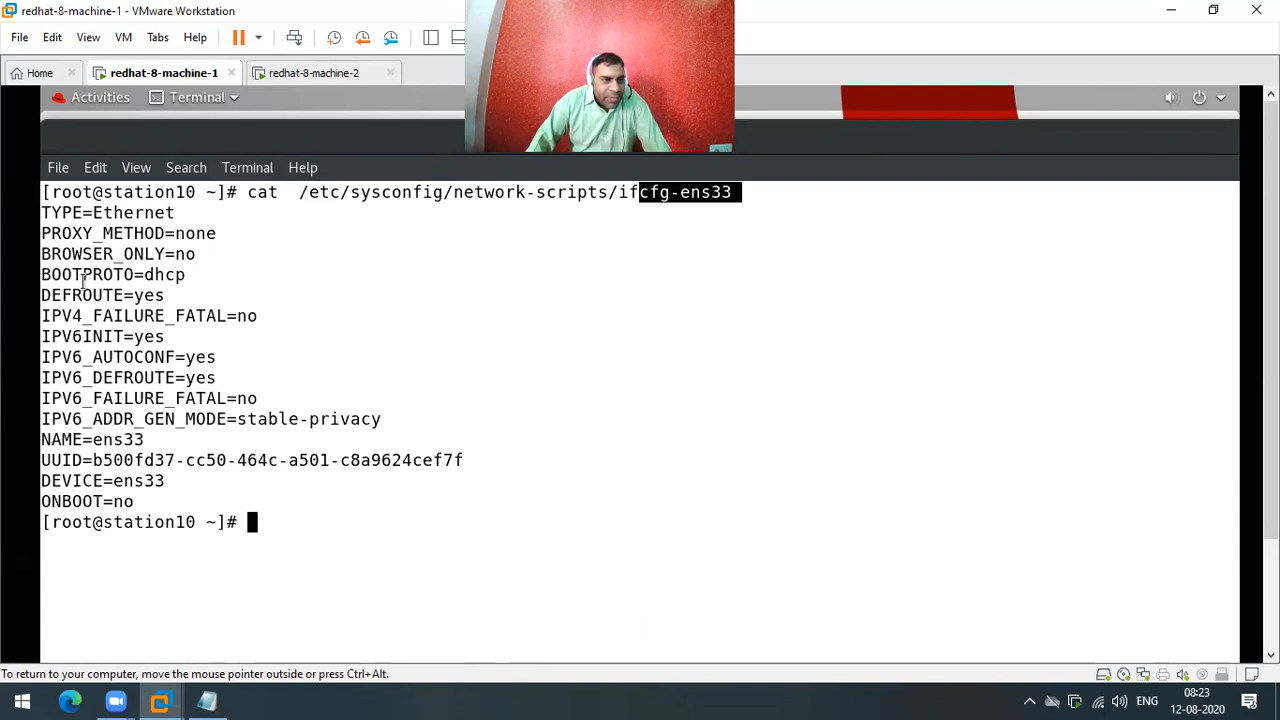 redhat-8-machine-1 - VMware Workstation
File Edit View VM Tabs Help
Home redhat-8-machine-1 redhat-8-machine-2
Activities Terminal
File Edit View Search Terminal Help
[root@station10 ~]# cat  /etc/sysconfig/network-scripts/ifcfg-ens33
TYPE=Ethernet
PROXY_METHOD=none
BROWSER_ONLY=no
BOOTPROTO=dhcp
DEFROUTE=yes
IPV4_FAILURE_FATAL=no
IPV6INIT=yes
IPV6_AUTOCONF=yes
IPV6_DEFROUTE=yes
IPV6_FAILURE_FATAL=no
IPV6_ADDR_GEN_MODE=stable-privacy
NAME=ens33
UUID=b500fd37-cc50-464c-a501-c8a9624cef7f
DEVICE=ens33
ONBOOT=no
[root@station10 ~]#
To return to your computer, move the mouse pointer outside or press Ctrl+Alt.
ENG 08:23
12-08-2020